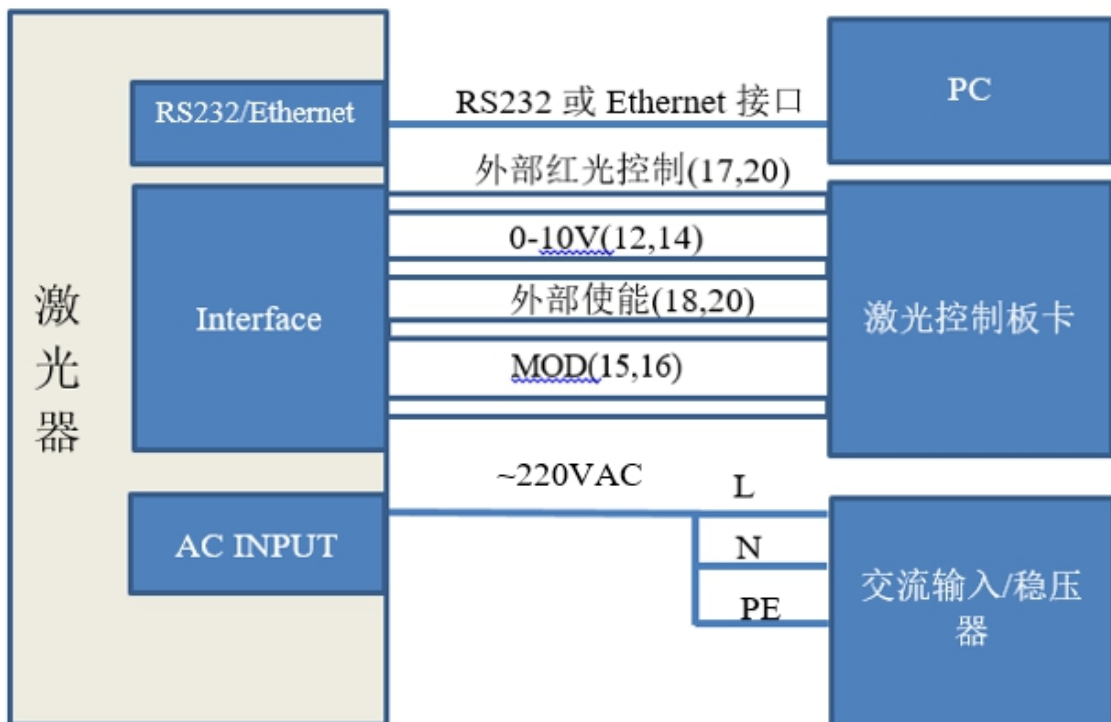 激光器
RS232/Ethernet
RS232 或 Ethernet 接口
PC
外部红光控制(17,20)
0-10V(12,14)
Interface
外部使能(18,20)
激光控制板卡
MOD(15,16)
~220VAC
L
AC INPUT
N
PE
交流输入/稳压
器